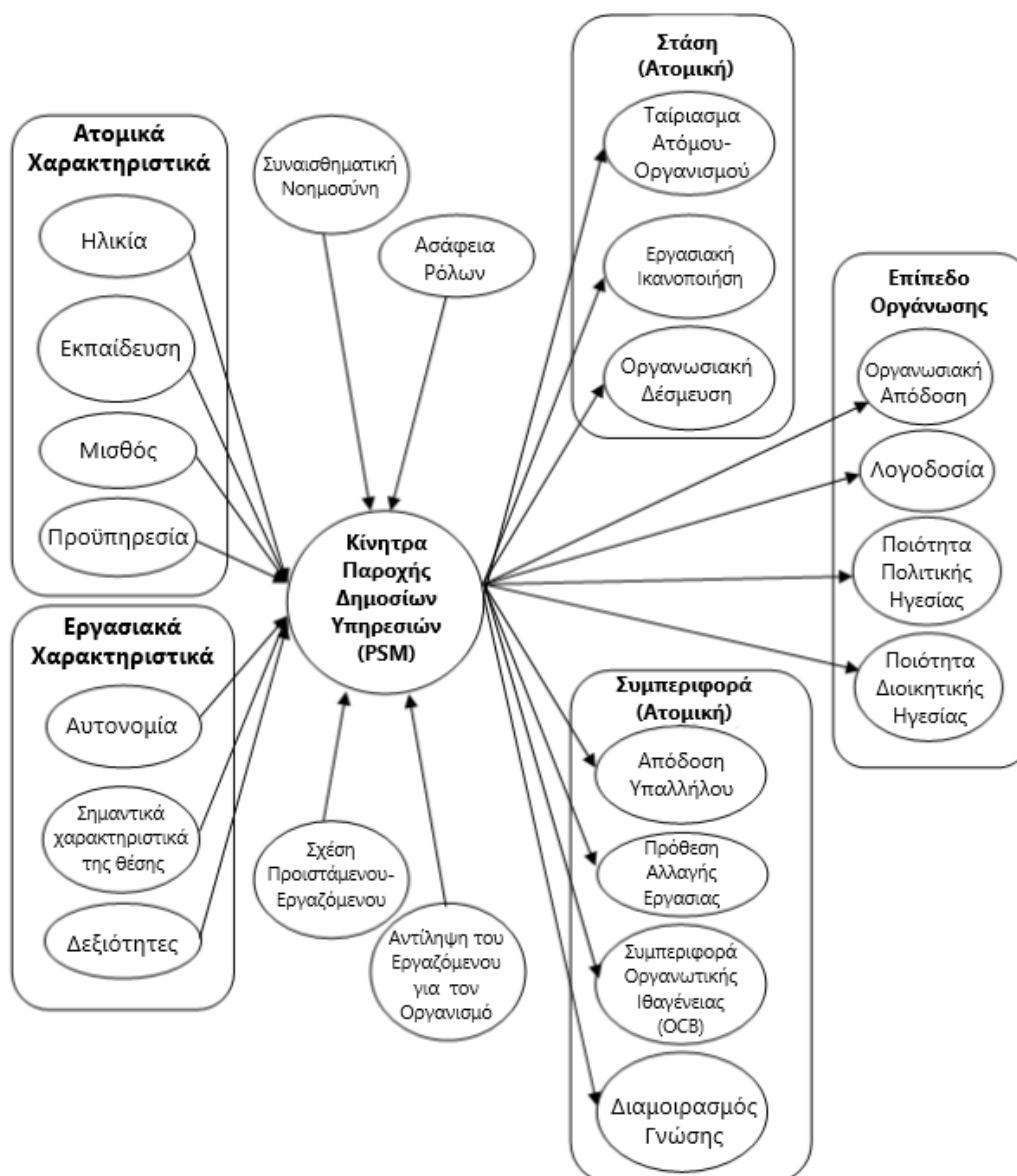 Ατομικά
Χαρακτηριστικά
Ηλικία
Εκπαίδευση
Μισθός
Προϋπηρεσία
Εργασιακά
Χαρακτηριστικά
Αυτονομία
Σημαντικά
χαρακτηριστικά
της θέσης
Δεξιότητες
Συναισθηματική
Νοημοσύνη
Ασάφεια
Ρόλων
Κίνητρα
Παροχής
Δημοσίων
Υπηρεσιών
(PSM)
Σχέση
Προιστάμενου-
Εργαζόμενου
Αντίληψη του
Εργαζόμενου
για τον
Οργανισμό
Στάση
(Ατομική)
Ταίριασμα
Ατόμου-
Οργανισμού
Εργασιακή
Ικανοποιήση
Οργανωσιακή
Δέσμευση
Συμπεριφορά
(Ατομική)
Απόδοση
Υπαλλήλου
Πρόθεση
Αλλαγής
Εργασιας
Συμπεριφορά
Οργανωτικής
Ιθαγένειας
(OCB)
Διαμοιρασμός
Γνώσης
Επίπεδο
Οργάνωσης
Οργανωσιακή
Απόδοση
Λογοδοσία
Ποιότητα
Πολιτικής
Ηγεσίας
Ποιότητα
Διοικητικής
Ηγεσίας